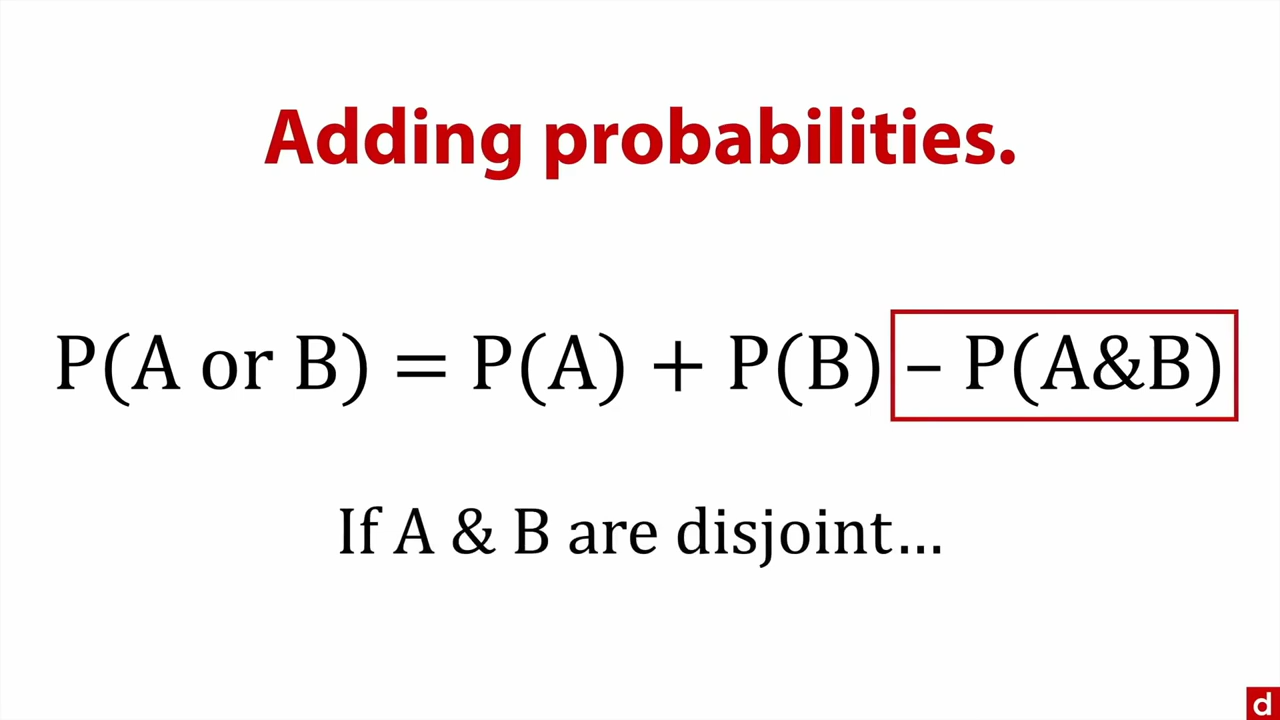 Adding probabilities.
P(A or B) = P(A) + P(B) – P(A&B)
If A & B are disjoint…
d